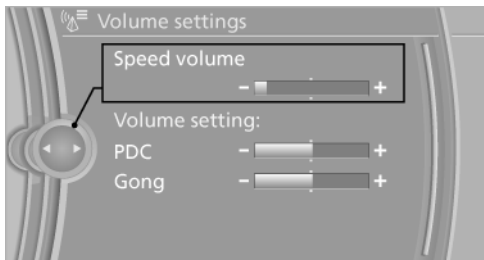 Volume settings
Speed volume
- +
Volume setting:
PDC - +
Gong - +